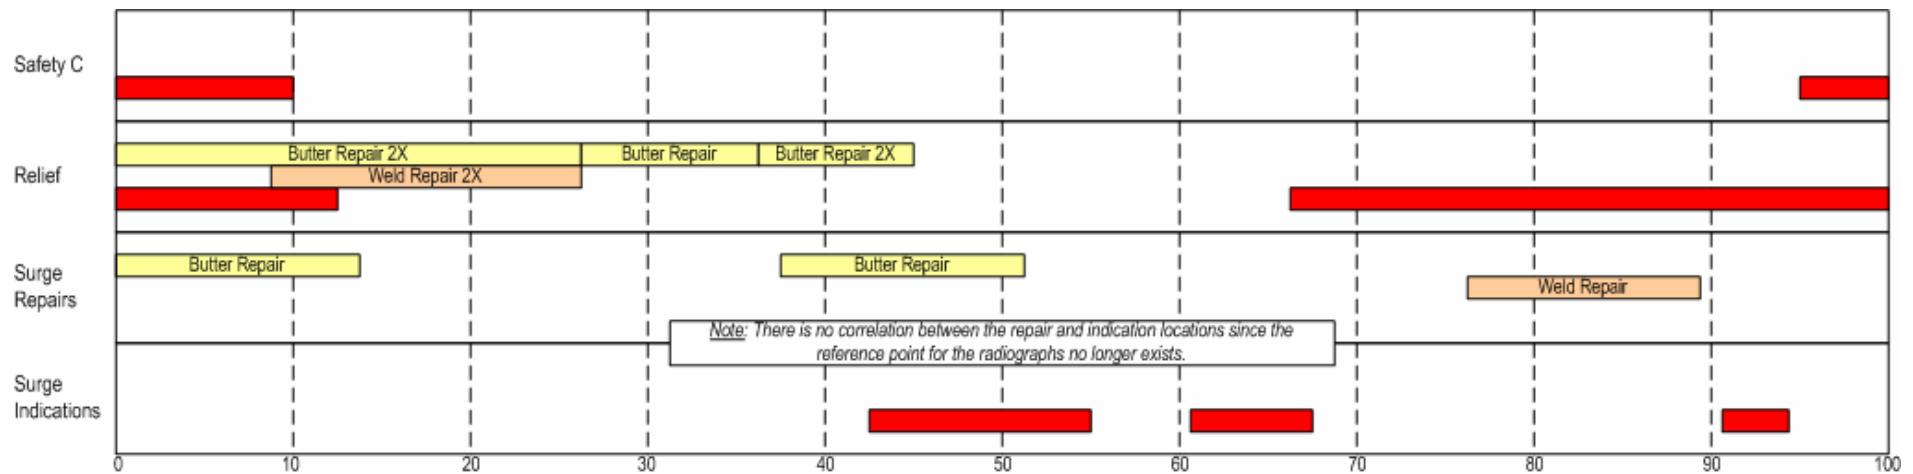 Safety C
Relief
Butter Repair 2X
Butter Repair
Butter Repair 2X
Weld Repair 2X
Surge
Repairs
Butter Repair
Butter Repair
Weld Repair
Note: There is no correlation between the repair and indication locations since the
reference point for the radiographs no longer exists.
Surge
Indications
0 10 20 30 40 50 60 70 80 90 100